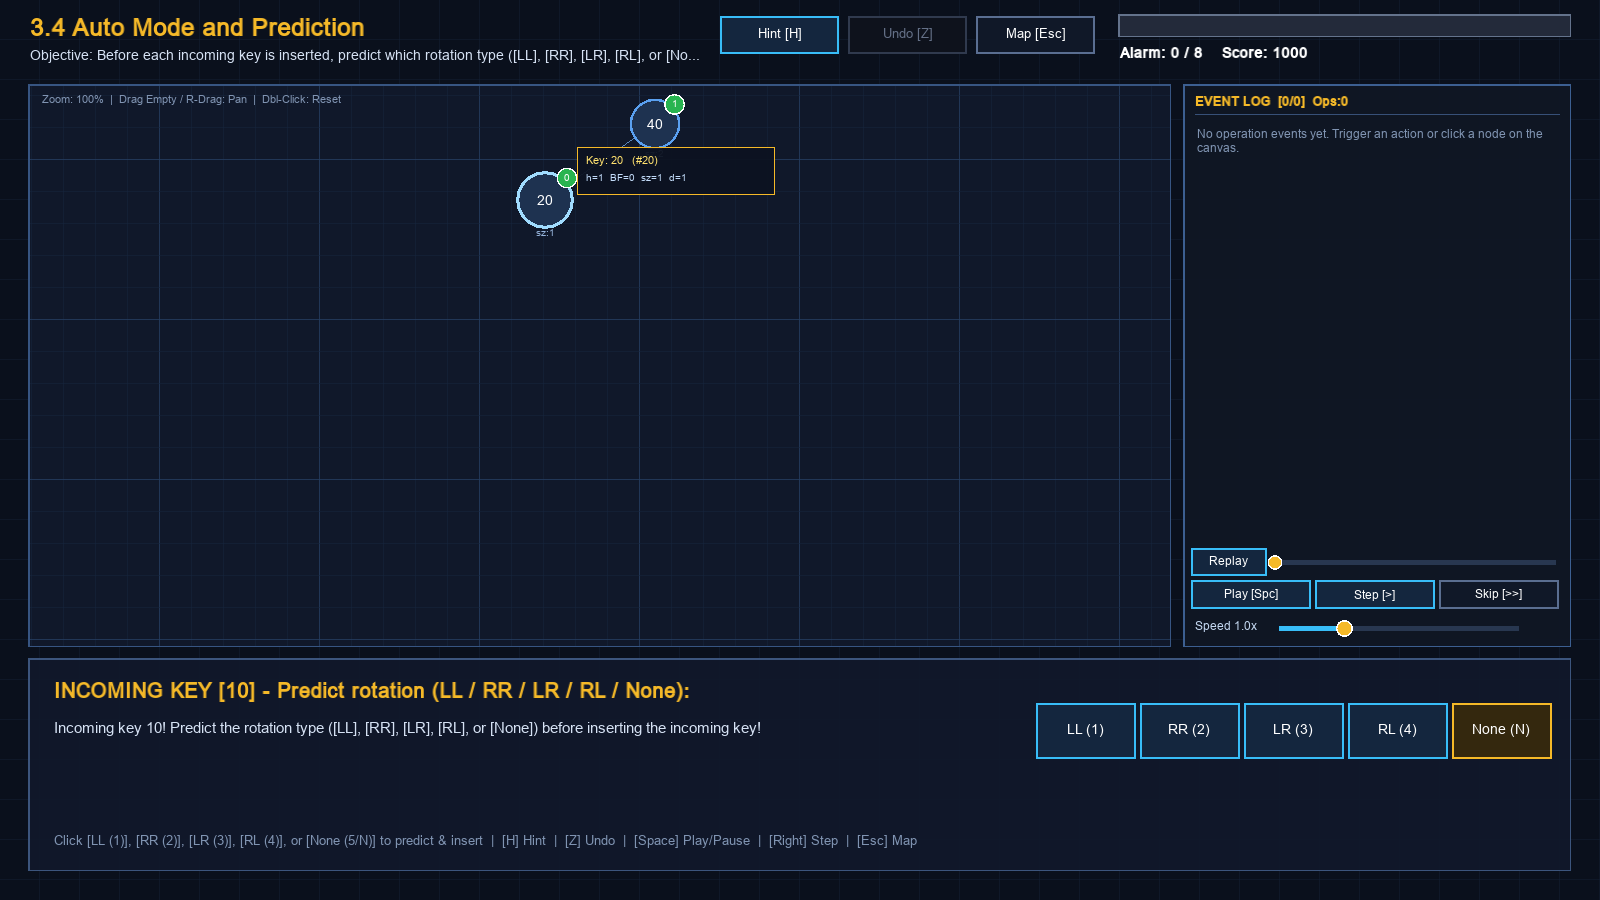 3.4 Auto Mode and Prediction
Objective: Before each incoming key is inserted, predict which rotation type ([LL], [RR], [LR], [RL], or [No...
Hint [H]
Undo [Z]
Map [Esc]
Alarm: 0 / 8 Score: 1000
Zoom: 100% | Drag Empty / R-Drag: Pan | Dbl-Click: Reset
1
40
Key: 20 (#20)
h=1 BF=0 sz=1 d=1
0
20
sz:1
EVENT LOG [0/0] Ops:0
No operation events yet. Trigger an action or click a node on the
canvas.
Replay
Play [Spc]
Step [>]
Skip [>>]
Speed 1.0x
INCOMING KEY [10] - Predict rotation (LL / RR / LR / RL / None):
Incoming key 10! Predict the rotation type ([LL], [RR], [LR], [RL], or [None]) before inserting the incoming key!
LL (1)
RR (2)
LR (3)
RL (4)
None (N)
Click [LL (1)], [RR (2)], [LR (3)], [RL (4)], or [None (5/N)] to predict & insert | [H] Hint | [Z] Undo | [Space] Play/Pause | [Right] Step | [Esc] Map